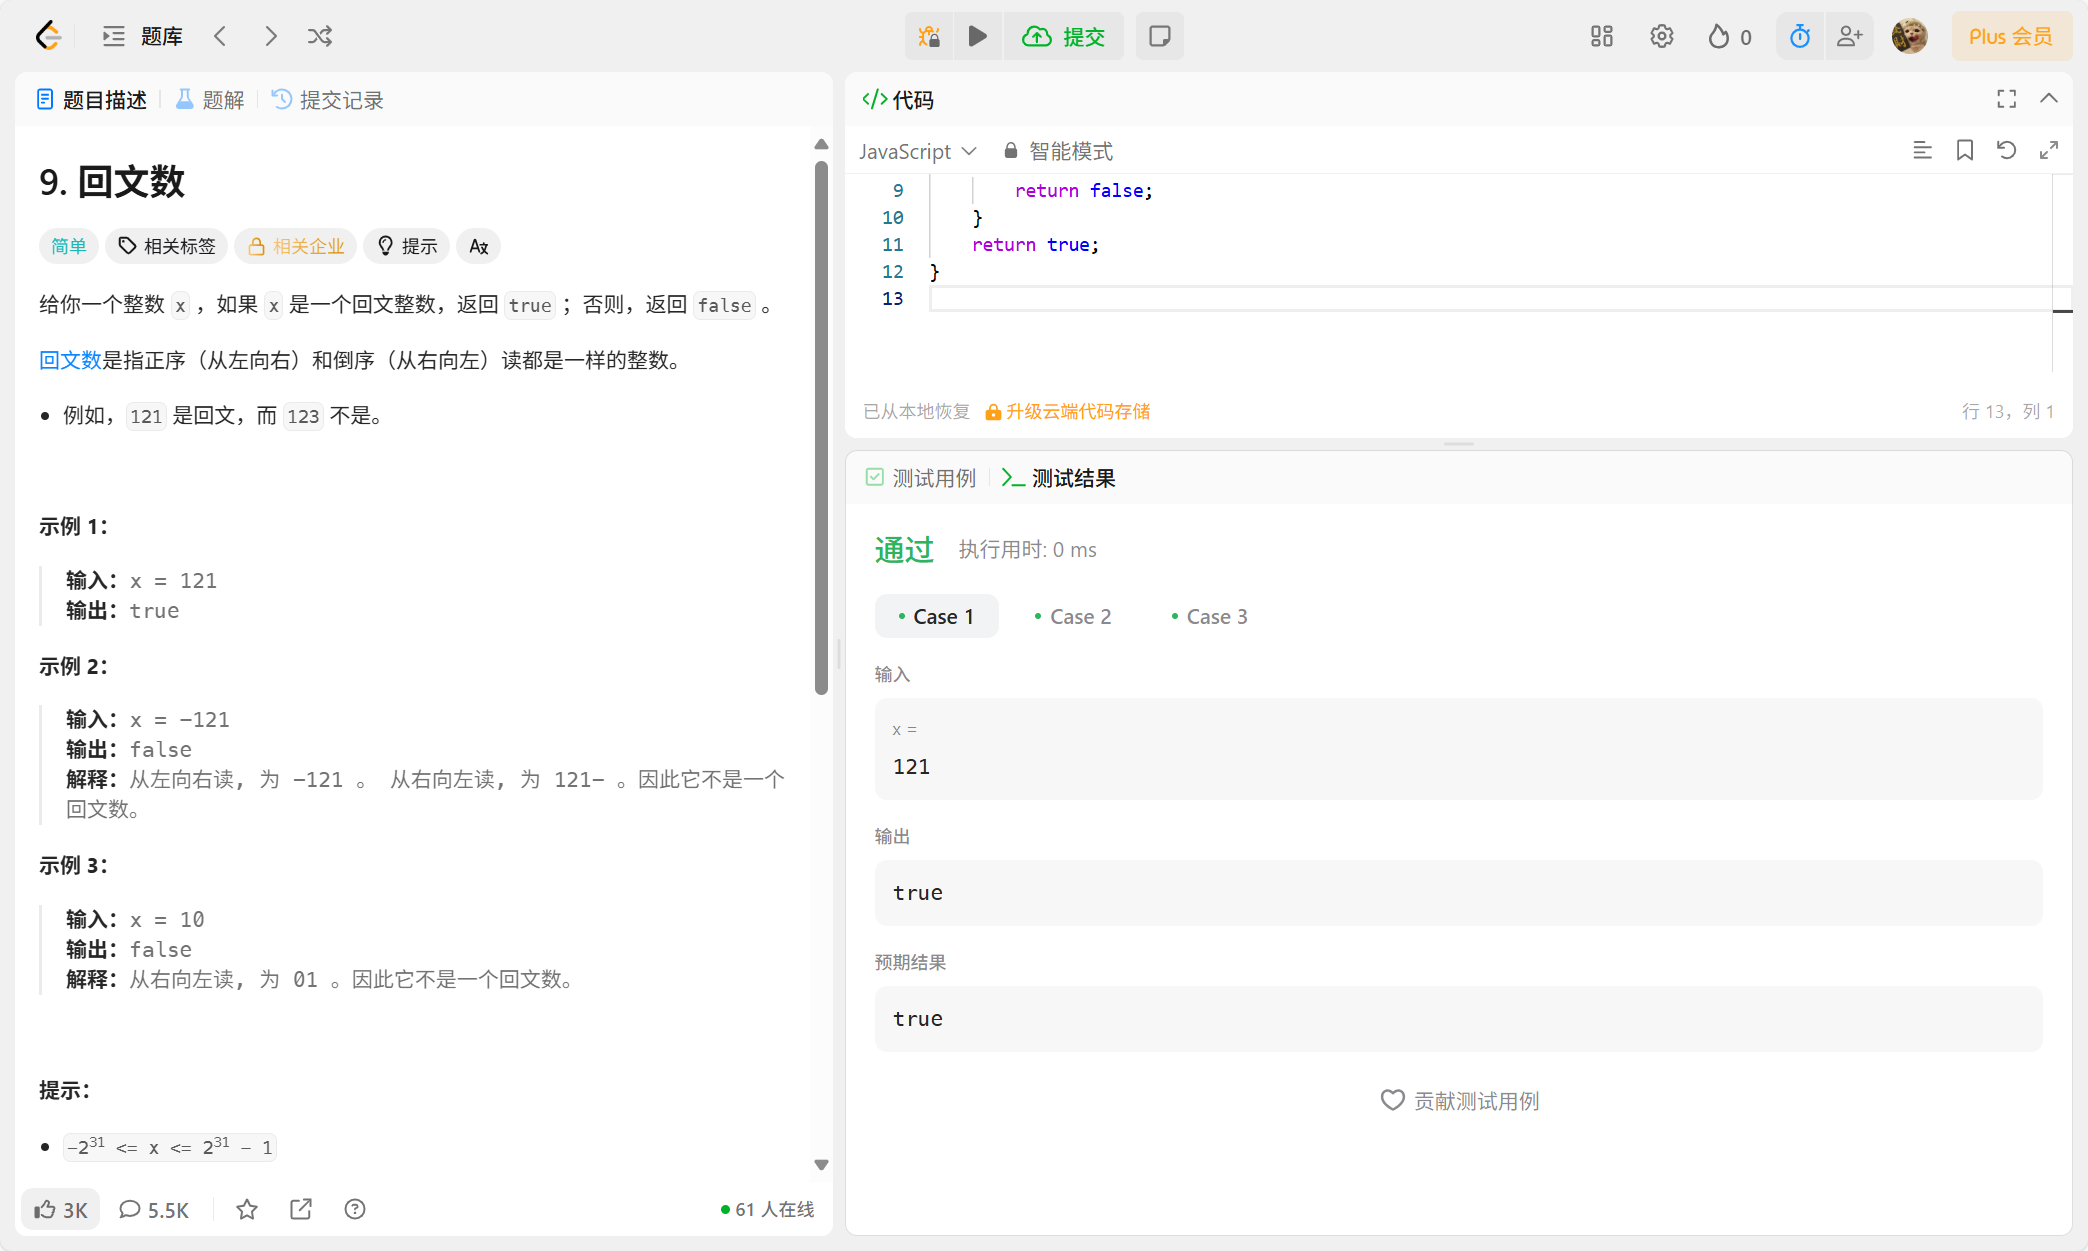 题库
提交
0
Plus 会员
题目描述
题解
提交记录
9. 回文数
简单
相关标签
相关企业
提示
给你一个整数 x ，如果 x 是一个回文整数，返回 true ；否则，返回 false 。
回文数是指正序（从左向右）和倒序（从右向左）读都是一样的整数。
• 例如，121 是回文，而 123 不是。
示例 1：
输入：x = 121
输出：true
示例 2：
输入：x = -121
输出：false
解释：从左向右读, 为 -121 。 从右向左读, 为 121- 。因此它不是一个
回文数。
示例 3：
输入：x = 10
输出：false
解释：从右向左读, 为 01 。因此它不是一个回文数。
提示：
• -2³¹ <= x <= 2³¹ - 1
3K
5.5K
61 人在线
</> 代码
JavaScript
智能模式
9 return false;
10 }
11 return true;
12 }
13
已从本地恢复
升级云端代码存储
行 13，列 1
测试用例
测试结果
通过
执行用时: 0 ms
• Case 1
• Case 2
• Case 3
输入
x =
121
输出
true
预期结果
true
贡献测试用例